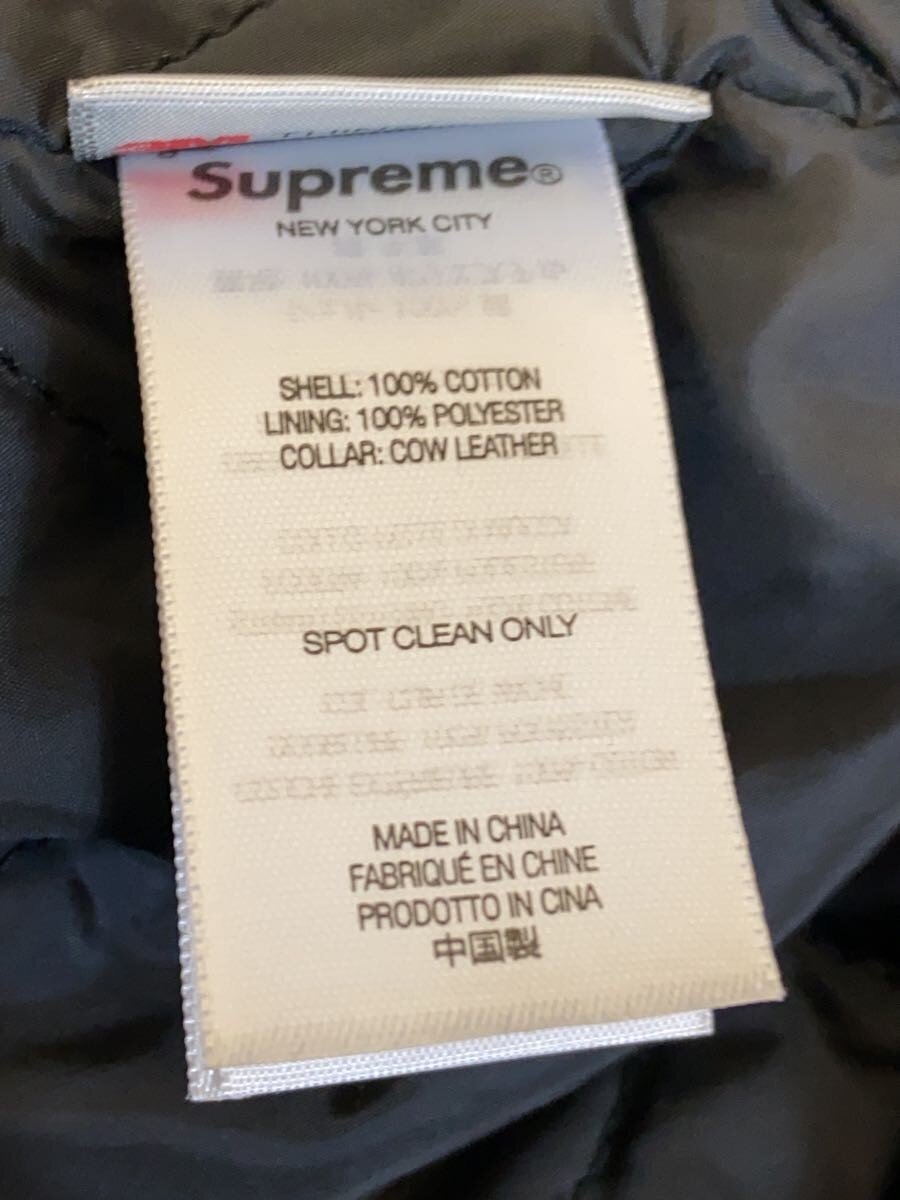 Supreme®
NEW YORK CITY
SHELL: 100% COTTON
LINING: 100% POLYESTER
COLLAR: COW LEATHER
SPOT CLEAN ONLY
MADE IN CHINA
FABRIQUÉ EN CHINE
PRODOTTO IN CINA
中国製